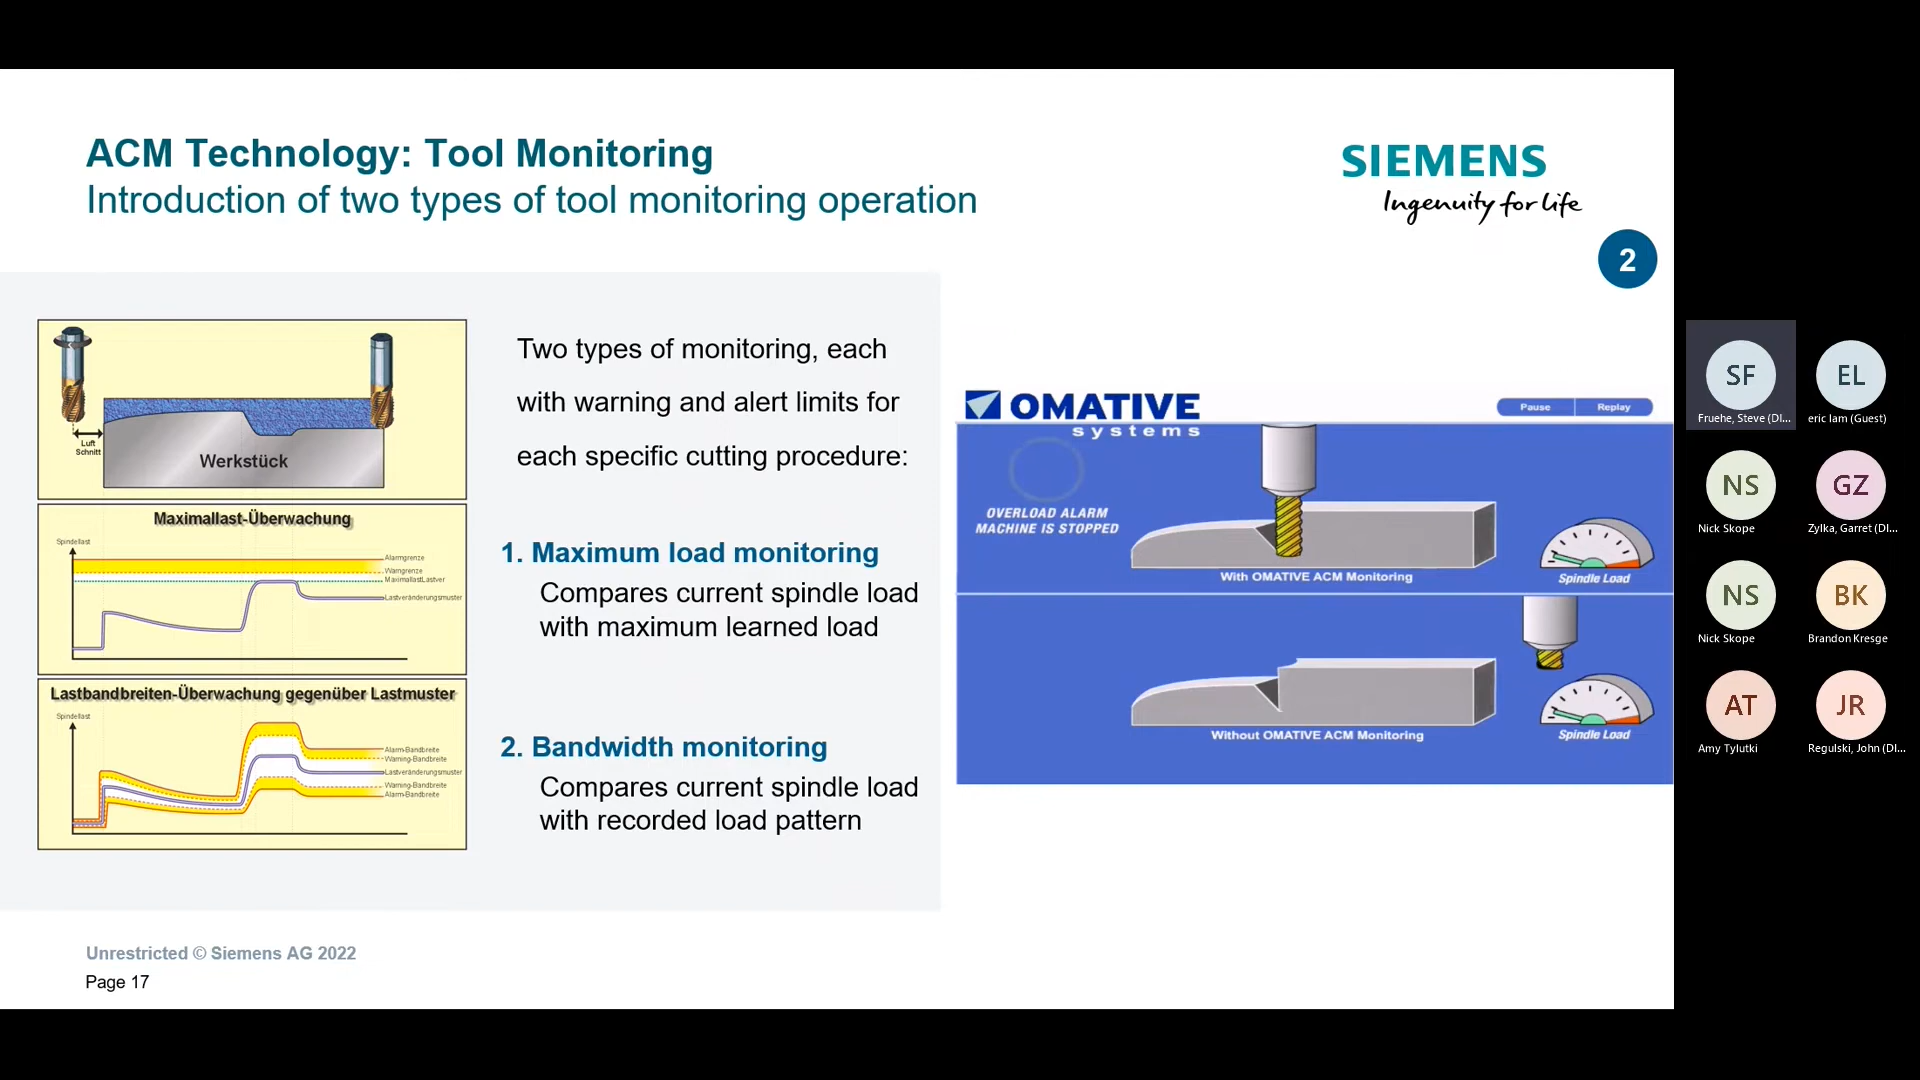 ACM Technology: Tool Monitoring
Introduction of two types of tool monitoring operation
SIEMENS
Ingenuity for life
2
Luft
Schnitt
Werkstück
Maximallast-Überwachung
Spindellast
Alarmgrenze
Warngrenze
MaximallastLastver
Lastveränderungsmuster
Lastbandbreiten-Überwachung gegenüber Lastmuster
Spindellast
Alarm-Bandbreite
Warning-Bandbreite
Lastveränderungsmuster
Warning-Bandbreite
Alarm-Bandbreite
Two types of monitoring, each
with warning and alert limits for
each specific cutting procedure:
1. Maximum load monitoring
Compares current spindle load
with maximum learned load
2. Bandwidth monitoring
Compares current spindle load
with recorded load pattern
OMATIVE
systems
Pause
Replay
OVERLOAD ALARM
MACHINE IS STOPPED
With OMATIVE ACM Monitoring
Spindle Load
Without OMATIVE ACM Monitoring
Spindle Load
Unrestricted © Siemens AG 2022
Page 17
SF
Fruehe, Steve (DI...
EL
eric lam (Guest)
NS
Nick Skope
GZ
Zylka, Garret (DI...
NS
Nick Skope
BK
Brandon Kresge
AT
Amy Tylutki
JR
Regulski, John (DI...